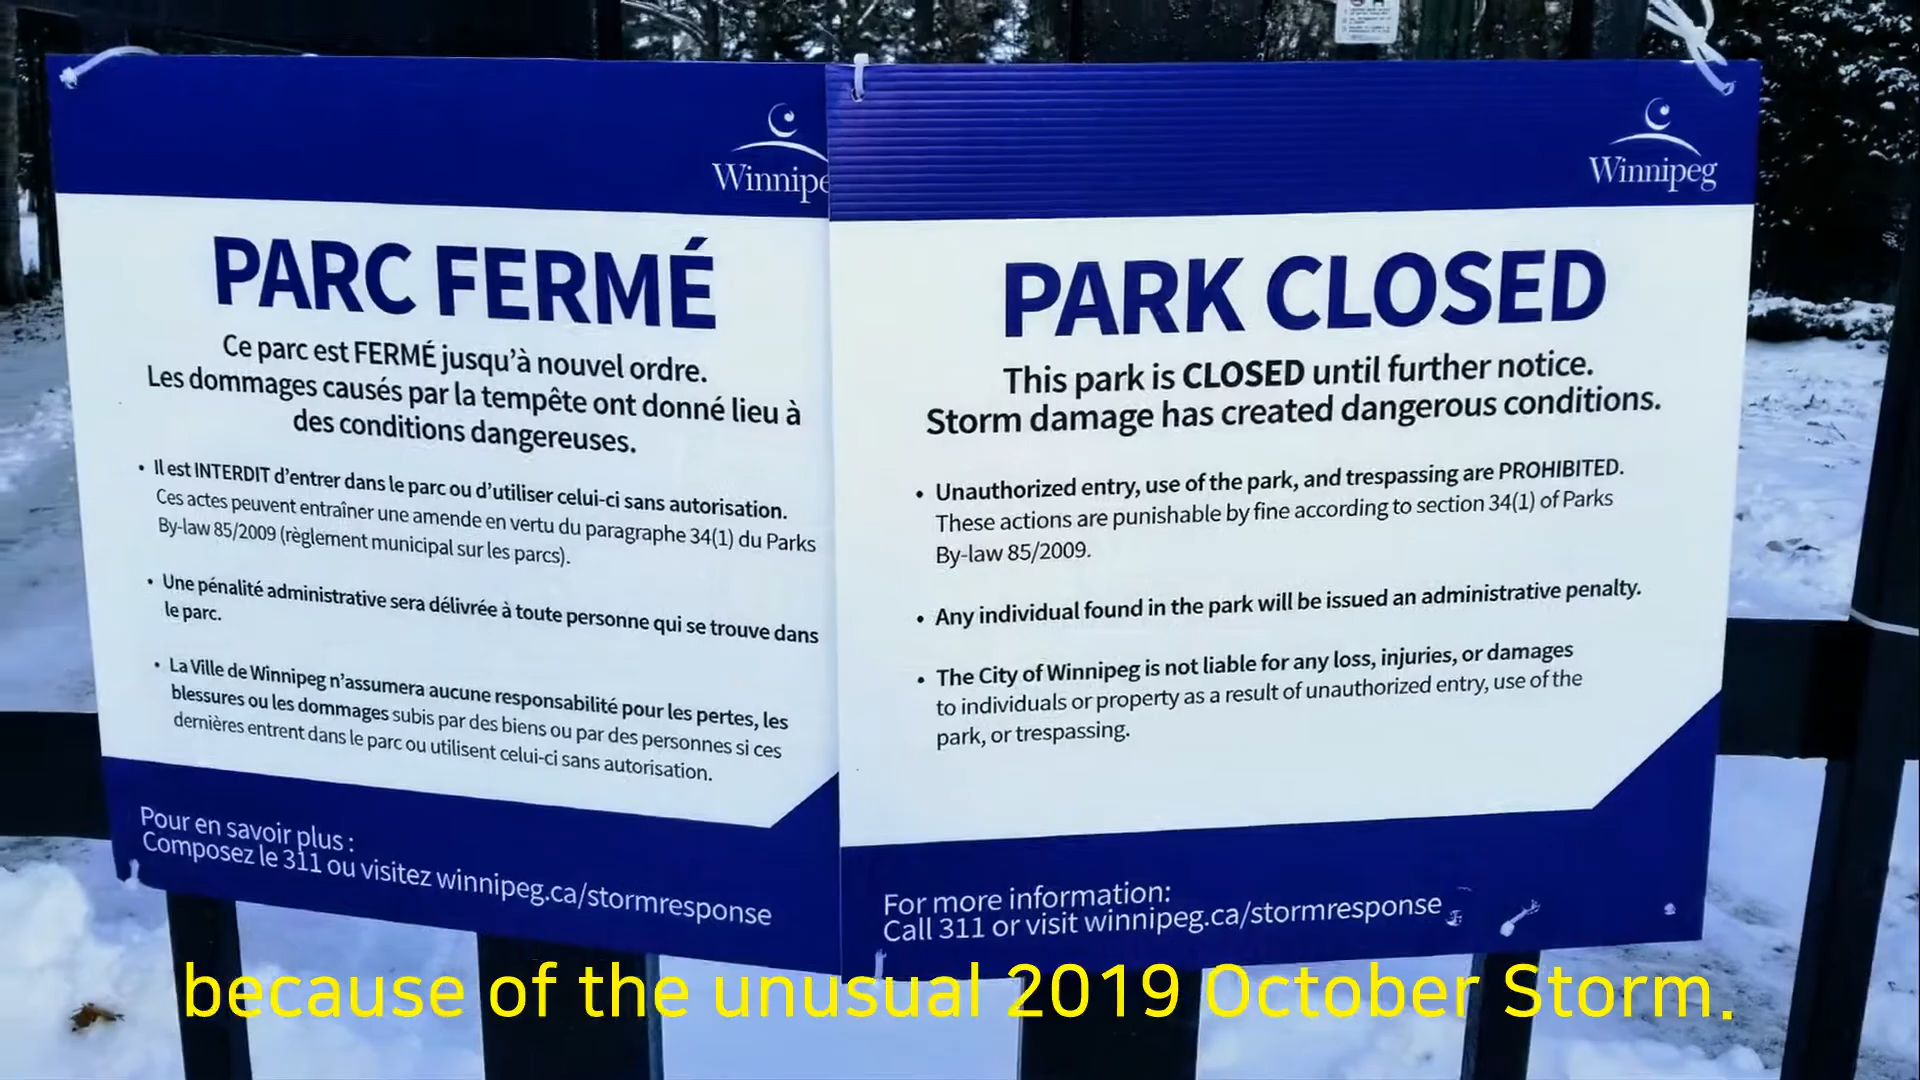 Winnipe
PARC FERMÉ
Ce parc est FERMÉ jusqu'à nouvel ordre.
Les dommages causés par la tempête ont donné lieu à
des conditions dangereuses.
• Il est INTERDIT d'entrer dans le parc ou d'utiliser celui-ci sans autorisation.
Ces actes peuvent entraîner une amende en vertu du paragraphe 34(1) du Parks
By-law 85/2009 (règlement municipal sur les parcs).
• Une pénalité administrative sera délivrée à toute personne qui se trouve dans
le parc.
• La Ville de Winnipeg n'assumera aucune responsabilité pour les pertes, les
blessures ou les dommages subis par des biens ou par des personnes si ces
dernières entrent dans le parc ou utilisent celui-ci sans autorisation.
Pour en savoir plus :
Composez le 311 ou visitez winnipeg.ca/stormresponse
Winnipeg
PARK CLOSED
This park is CLOSED until further notice.
Storm damage has created dangerous conditions.
• Unauthorized entry, use of the park, and trespassing are PROHIBITED.
These actions are punishable by fine according to section 34(1) of Parks
By-law 85/2009.
• Any individual found in the park will be issued an administrative penalty.
• The City of Winnipeg is not liable for any loss, injuries, or damages
to individuals or property as a result of unauthorized entry, use of the
park, or trespassing.
For more information:
Call 311 or visit winnipeg.ca/stormresponse
because of the unusual 2019 October Storm.